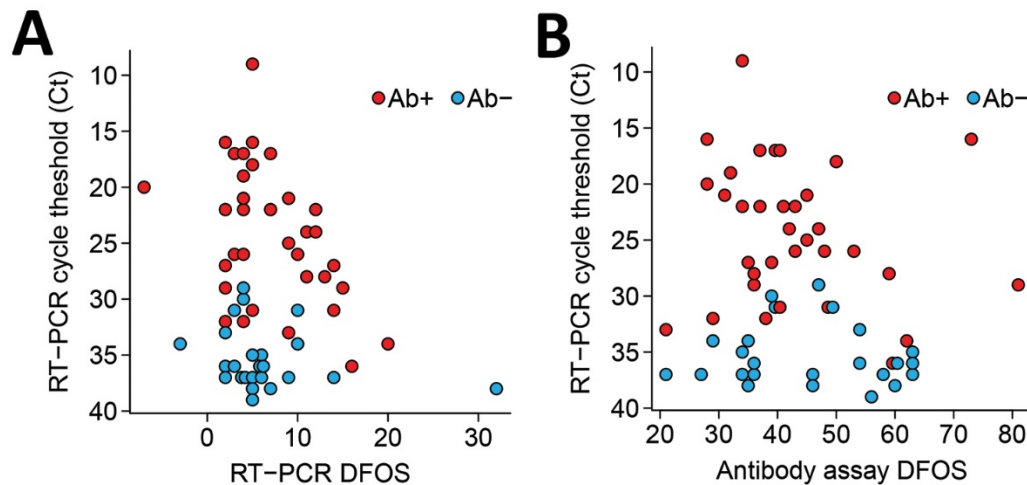 A
RT−PCR cycle theshold (Ct)
10
15
20
25
30
35
40
Ab+ Ab−
0 10 20 30
RT−PCR DFOS
B
RT−PCR cycle threshold (Ct)
10
15
20
25
30
35
40
Ab+ Ab−
20 30 40 50 60 70 80
Antibody assay DFOS